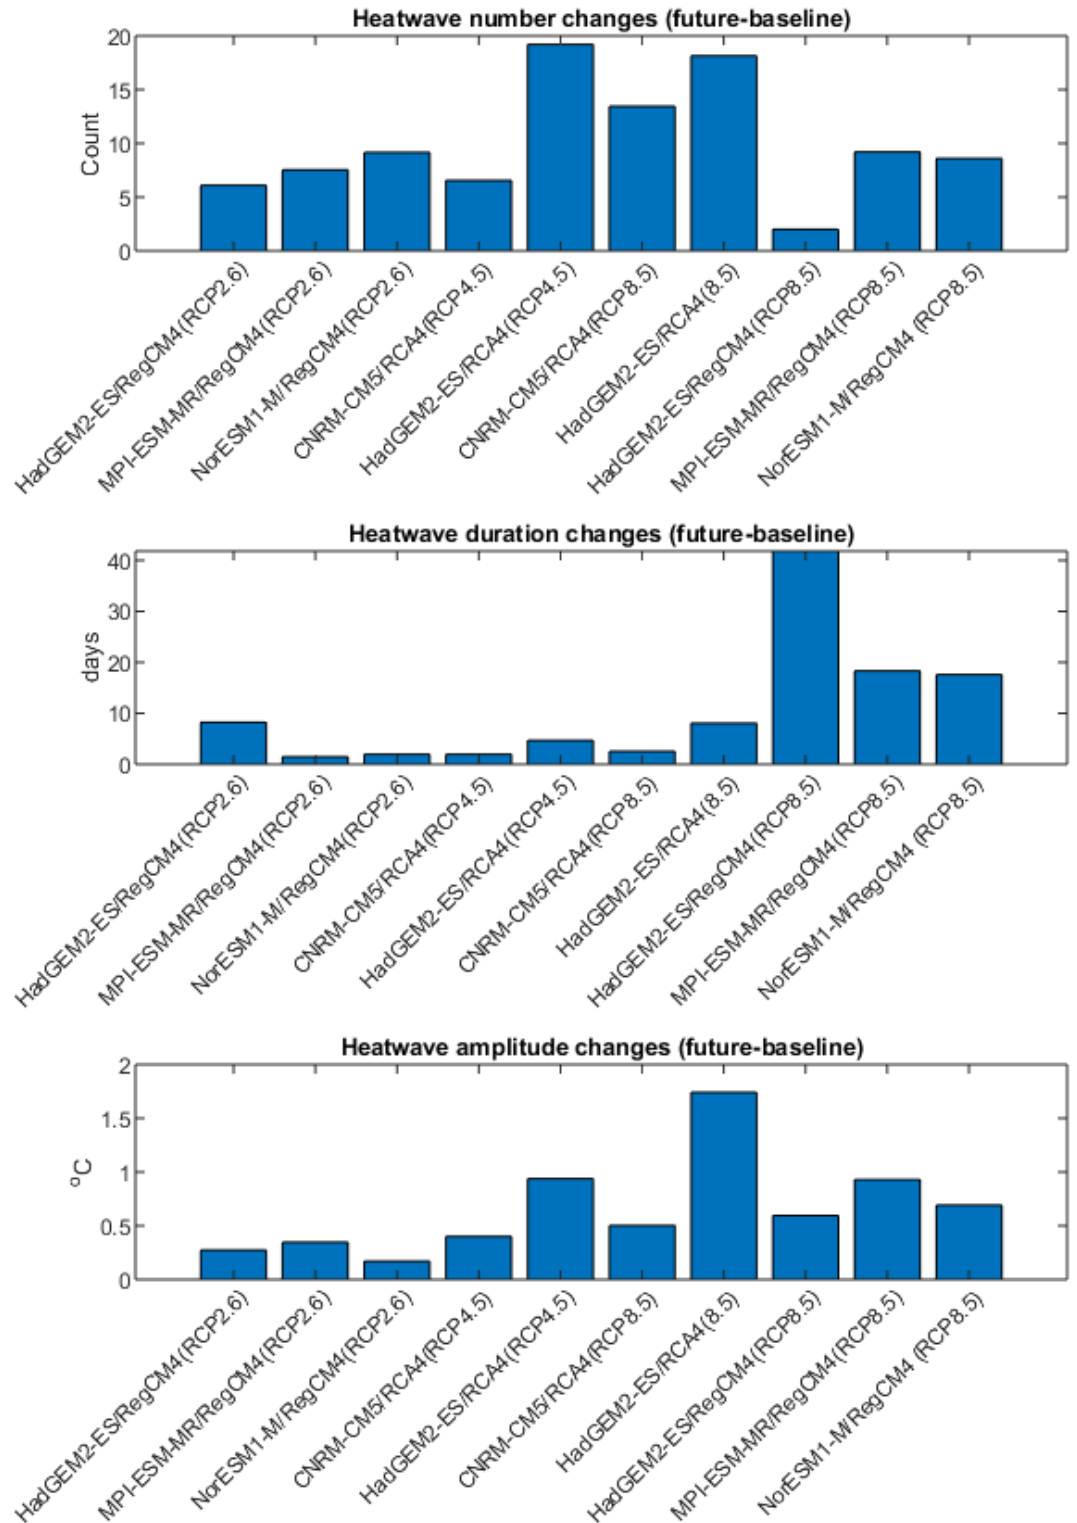 Heatwave number changes (future-baseline)
20
15
10
5
0
Count
HadGEM2-ES/RegCM4(RCP2.6)
MPI-ESM-MR/RegCM4(RCP2.6)
NorESM1-M/RegCM4(RCP2.6)
CNRM-CM5/RCA4(RCP4.5)
HadGEM2-ES/RCA4(RCP4.5)
CNRM-CM5/RCA4(RCP8.5)
HadGEM2-ES/RCA4(8.5)
HadGEM2-ES/RegCM4(RCP8.5)
MPI-ESM-MR/RegCM4(RCP8.5)
NorESM1-M/RegCM4 (RCP8.5)
Heatwave duration changes (future-baseline)
40
30
20
10
0
days
HadGEM2-ES/RegCM4(RCP2.6)
MPI-ESM-MR/RegCM4(RCP2.6)
NorESM1-M/RegCM4(RCP2.6)
CNRM-CM5/RCA4(RCP4.5)
HadGEM2-ES/RCA4(RCP4.5)
CNRM-CM5/RCA4(RCP8.5)
HadGEM2-ES/RCA4(8.5)
HadGEM2-ES/RegCM4(RCP8.5)
MPI-ESM-MR/RegCM4(RCP8.5)
NorESM1-M/RegCM4 (RCP8.5)
Heatwave amplitude changes (future-baseline)
2
1.5
1
0.5
0
ºC
HadGEM2-ES/RegCM4(RCP2.6)
MPI-ESM-MR/RegCM4(RCP2.6)
NorESM1-M/RegCM4(RCP2.6)
CNRM-CM5/RCA4(RCP4.5)
HadGEM2-ES/RCA4(RCP4.5)
CNRM-CM5/RCA4(RCP8.5)
HadGEM2-ES/RCA4(8.5)
HadGEM2-ES/RegCM4(RCP8.5)
MPI-ESM-MR/RegCM4(RCP8.5)
NorESM1-M/RegCM4 (RCP8.5)